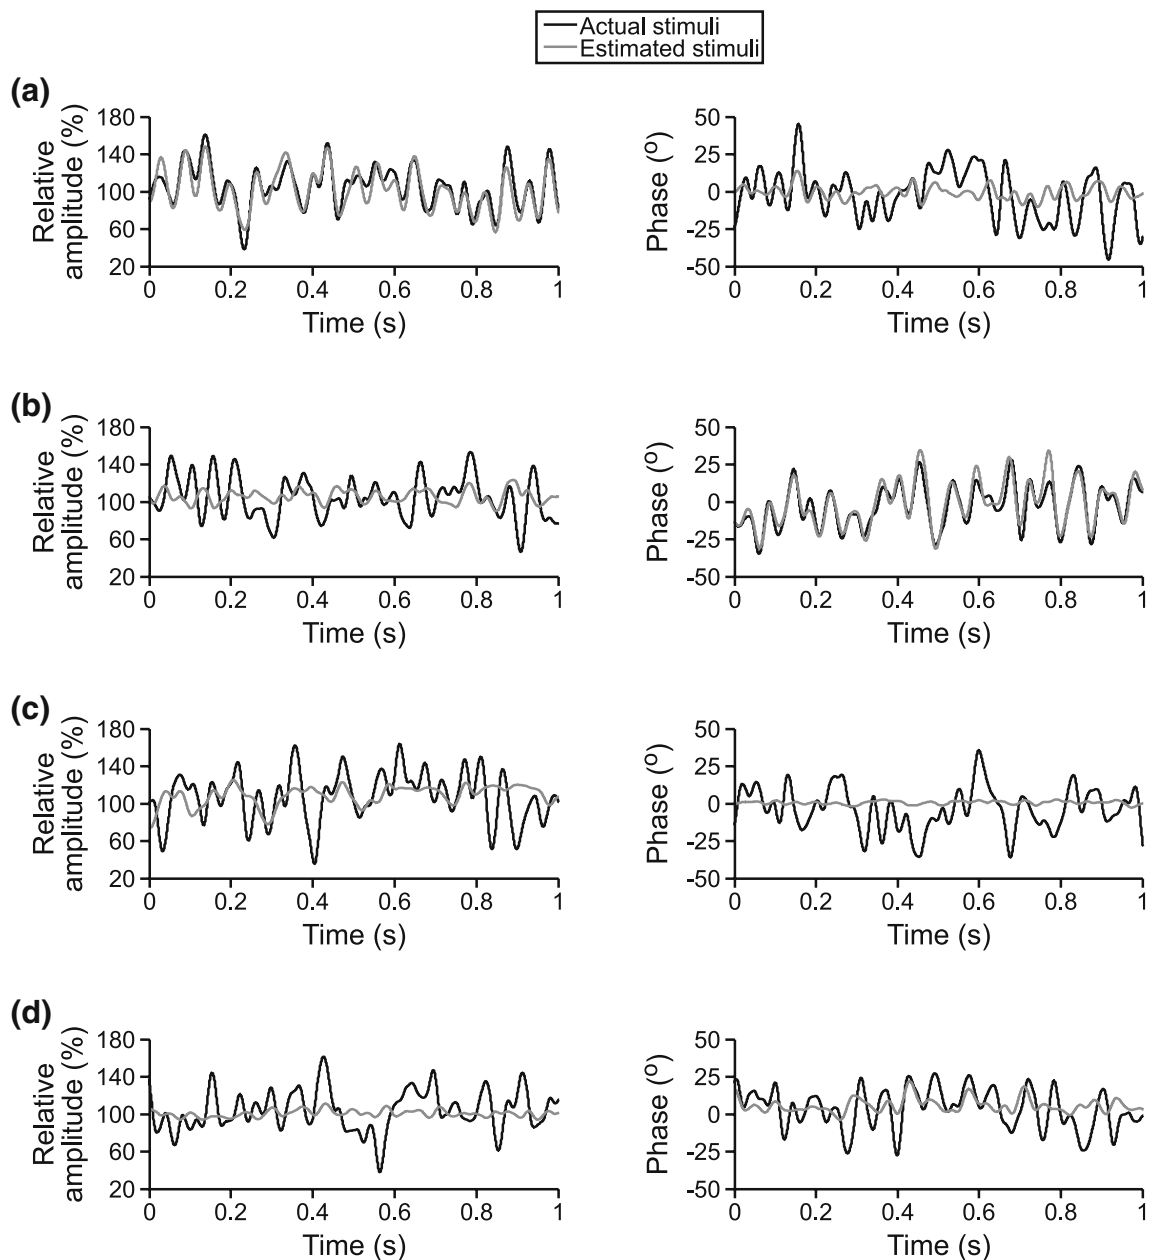 Actual stimuli
Estimated stimuli
(a)
Relative
amplitude (%)
180
140
100
60
20
0 0.2 0.4 0.6 0.8 1
Time (s)
Phase (o)
50
25
0
-25
-50
0 0.2 0.4 0.6 0.8 1
Time (s)
(b)
Relative
amplitude (%)
180
140
100
60
20
0 0.2 0.4 0.6 0.8 1
Time (s)
Phase (o)
50
25
0
-25
-50
0 0.2 0.4 0.6 0.8 1
Time (s)
(c)
Relative
amplitude (%)
180
140
100
60
20
0 0.2 0.4 0.6 0.8 1
Time (s)
Phase (o)
50
25
0
-25
-50
0 0.2 0.4 0.6 0.8 1
Time (s)
(d)
Relative
amplitude (%)
180
140
100
60
20
0 0.2 0.4 0.6 0.8 1
Time (s)
Phase (o)
50
25
0
-25
-50
0 0.2 0.4 0.6 0.8 1
Time (s)